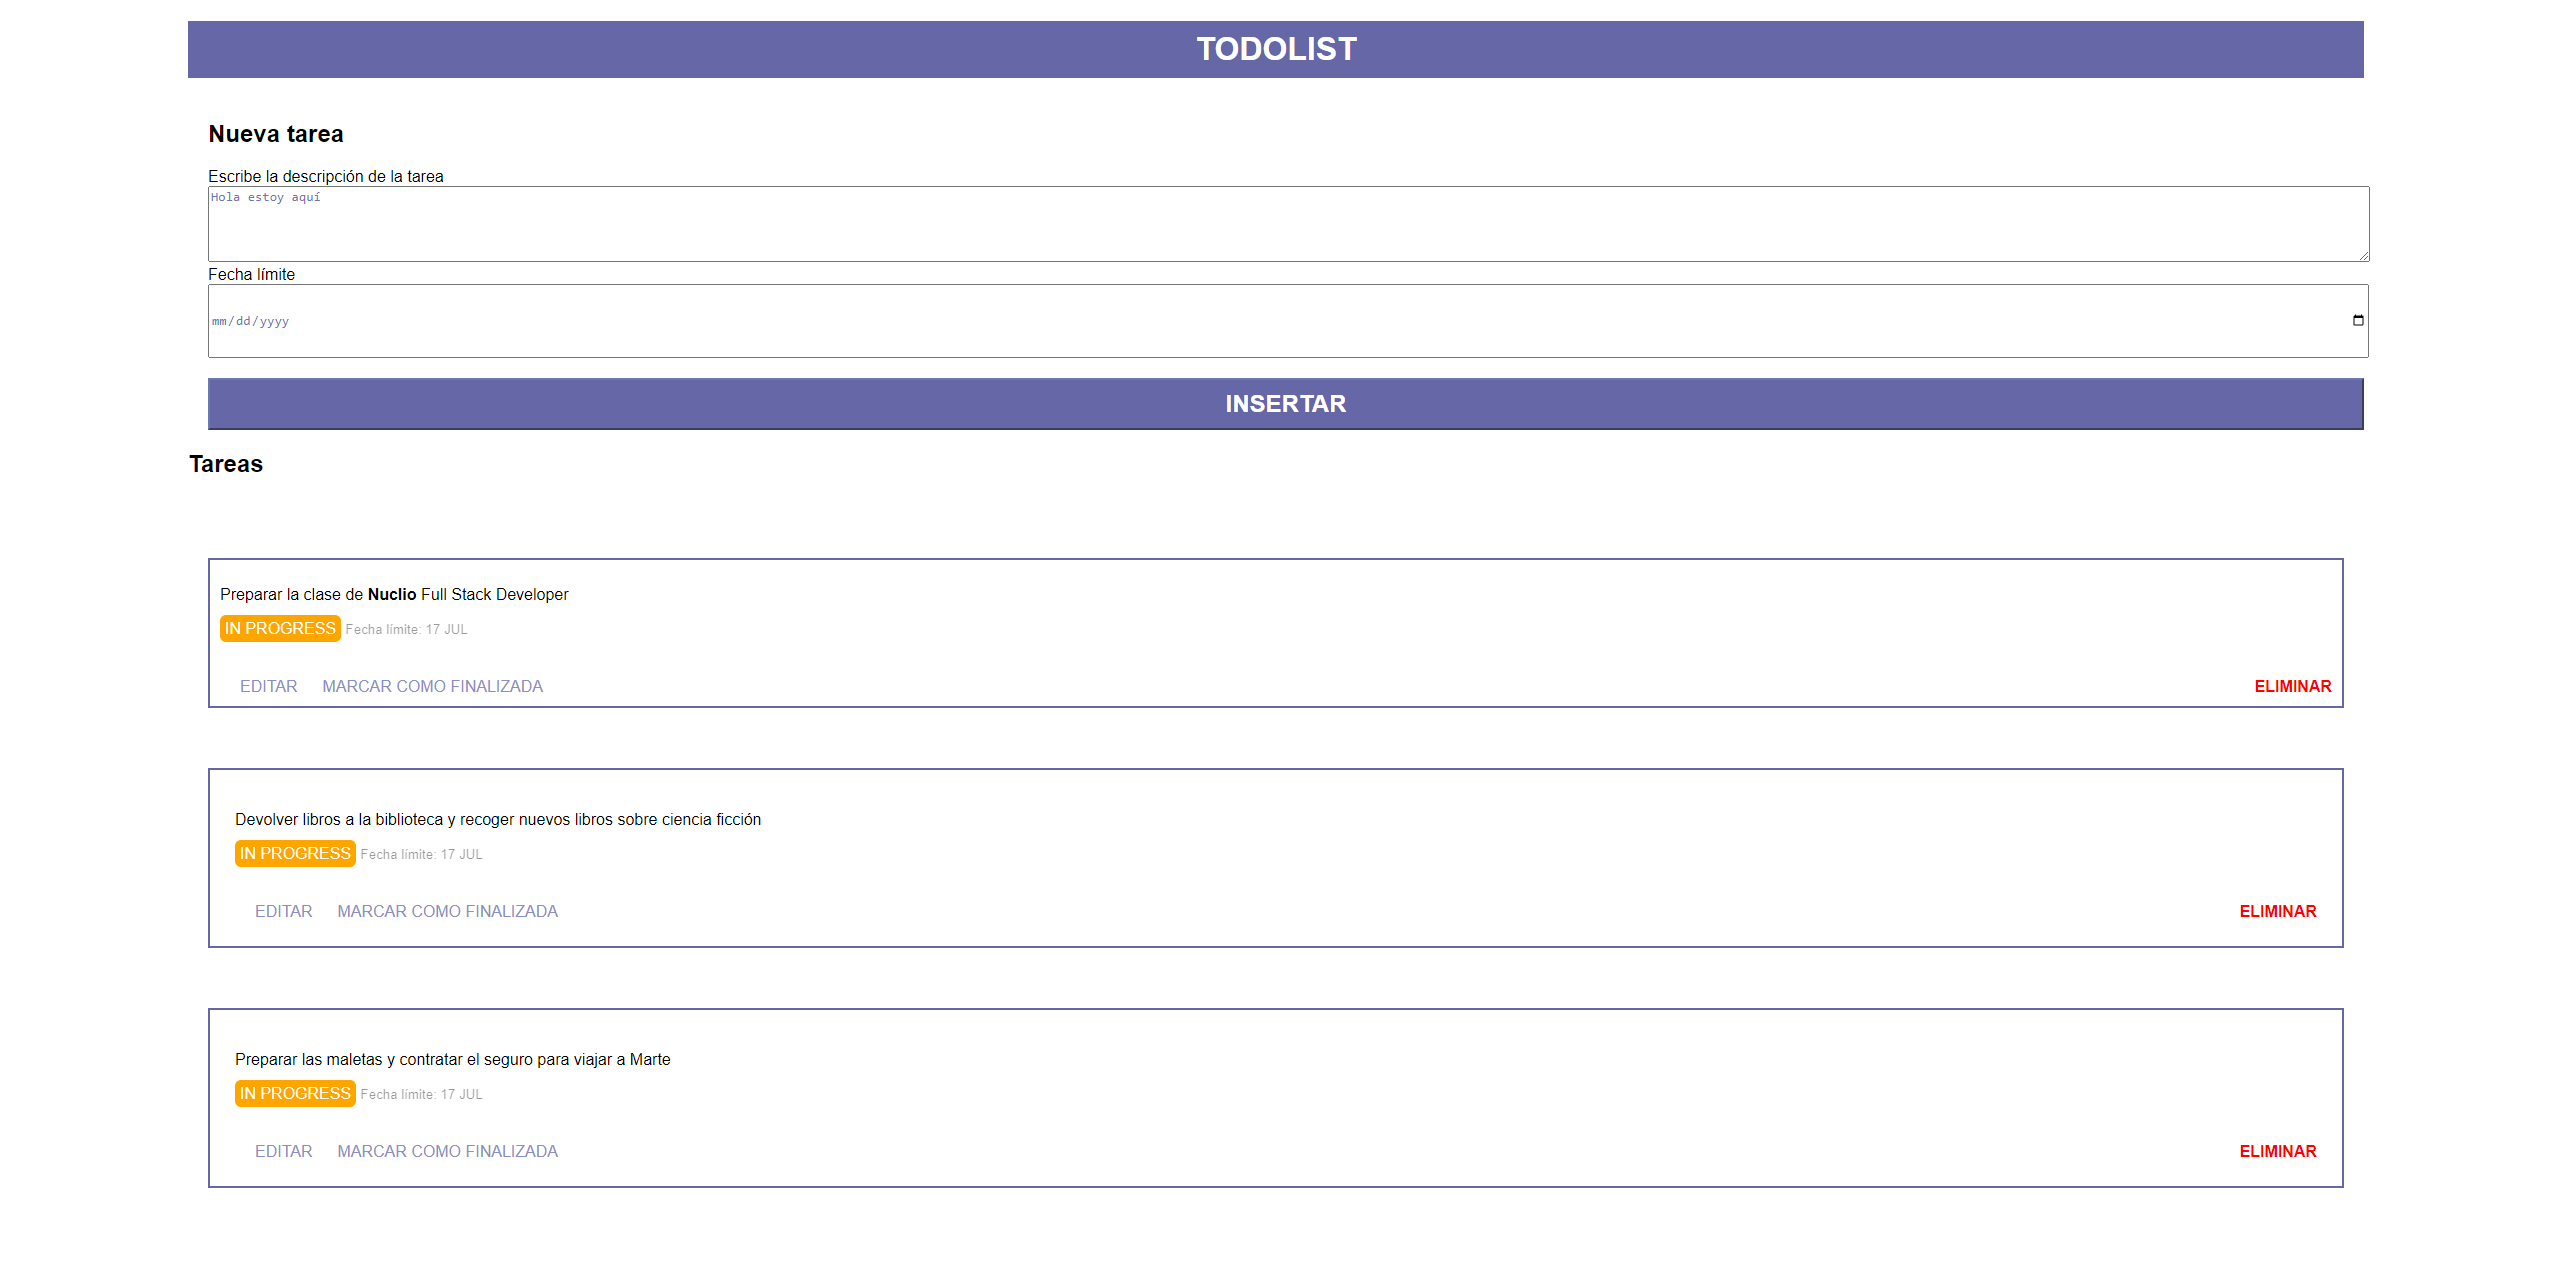 TODOLIST
Nueva tarea
Escribe la descripción de la tarea
Hola estoy aquí
Fecha límite
mm/dd/yyyy
INSERTAR
Tareas
Preparar la clase de Nuclio Full Stack Developer
IN PROGRESS Fecha límite: 17 JUL
EDITAR MARCAR COMO FINALIZADA ELIMINAR
Devolver libros a la biblioteca y recoger nuevos libros sobre ciencia ficción
IN PROGRESS Fecha límite: 17 JUL
EDITAR MARCAR COMO FINALIZADA ELIMINAR
Preparar las maletas y contratar el seguro para viajar a Marte
IN PROGRESS Fecha límite: 17 JUL
EDITAR MARCAR COMO FINALIZADA ELIMINAR